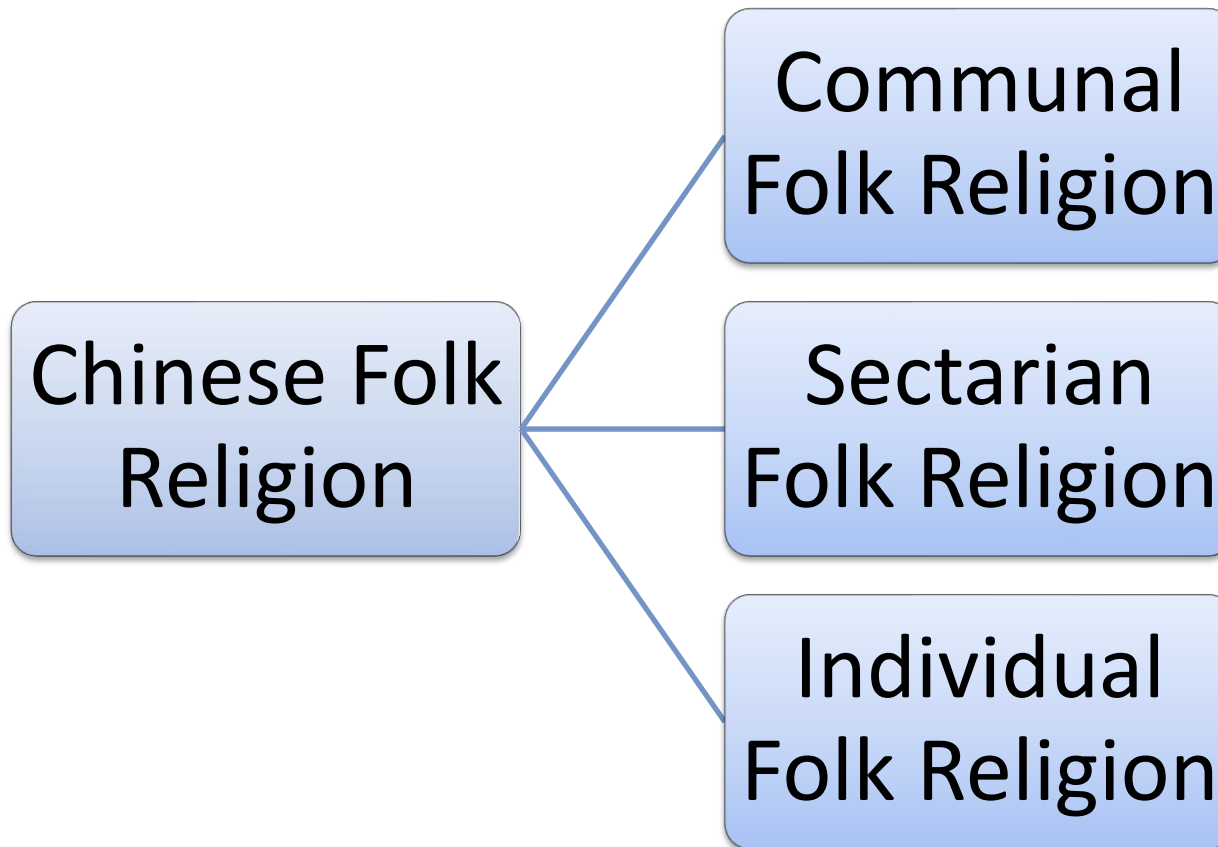 Communal
Folk Religion
Chinese Folk
Religion
Sectarian
Folk Religion
Individual
Folk Religion